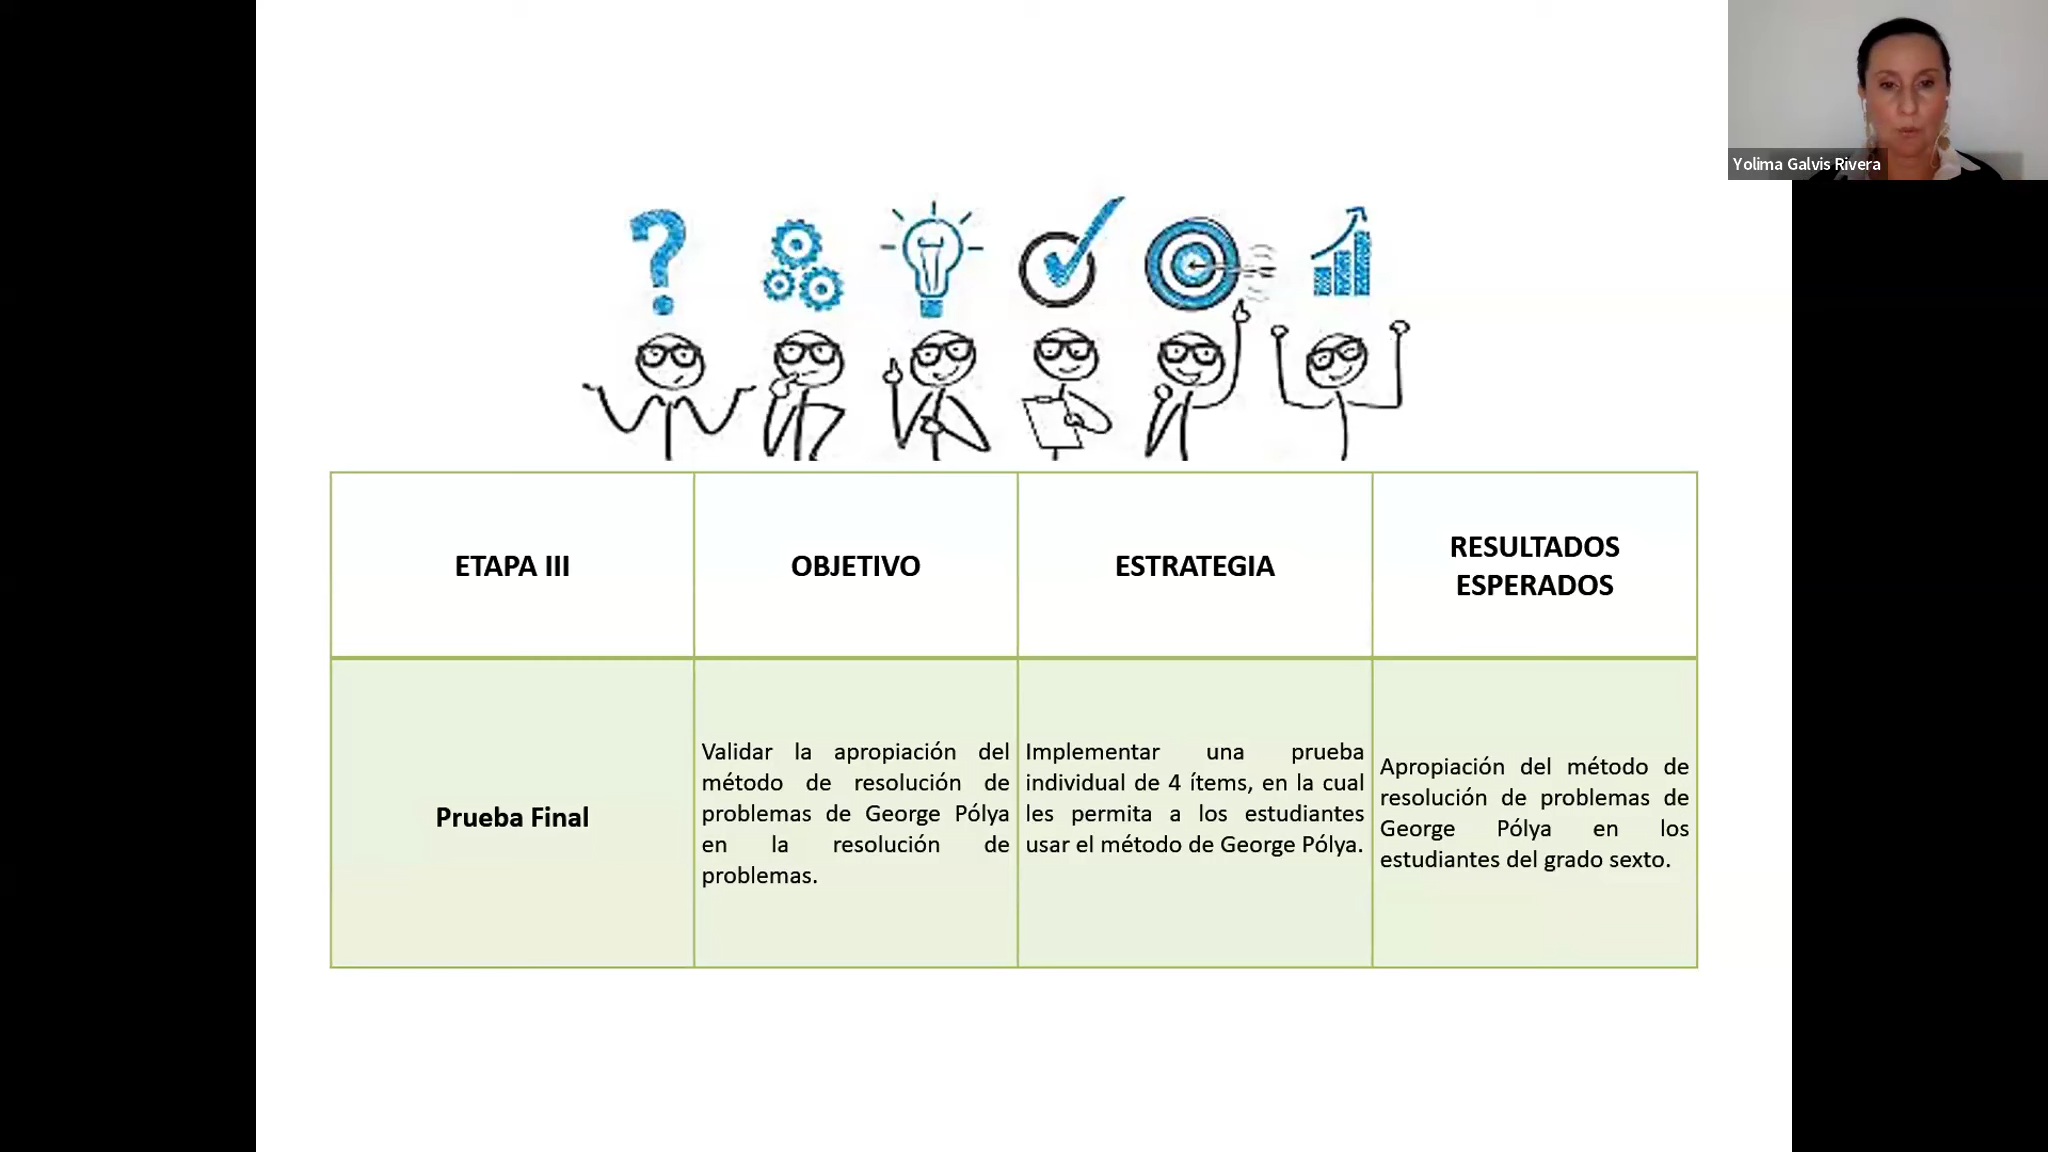 Yolima Galvis Rivera
ETAPA III
OBJETIVO
ESTRATEGIA
RESULTADOS
ESPERADOS
Prueba Final
Validar la apropiación del
método de resolución de
problemas de George Pólya
en la resolución de
problemas.
Implementar una prueba
individual de 4 ítems, en la cual
les permita a los estudiantes
usar el método de George Pólya.
Apropiación del método de
resolución de problemas de
George Pólya en los
estudiantes del grado sexto.